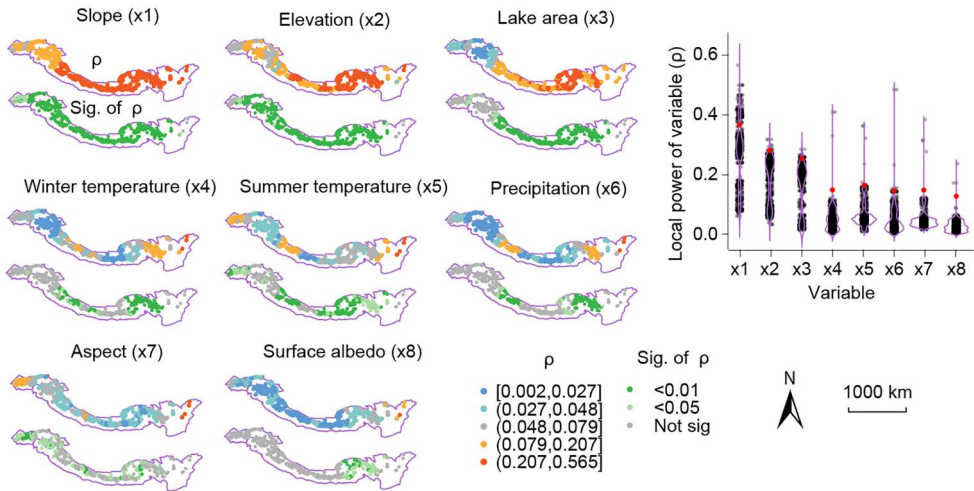 Slope (x1)
Elevation (x2)
Lake area (x3)
ρ
Sig. of ρ
Winter temperature (x4)
Summer temperature (x5)
Precipitation (x6)
Aspect (x7)
Surface albedo (x8)
ρ
[0.002,0.027]
(0.027,0.048]
(0.048,0.079]
(0.079,0.207]
(0.207,0.565]
Sig. of ρ
<0.01
<0.05
Not sig
Local power of variable (ρ)
0.6
0.4
0.2
0.0
x1 x2 x3 x4 x5 x6 x7 x8
Variable
N
1000 km